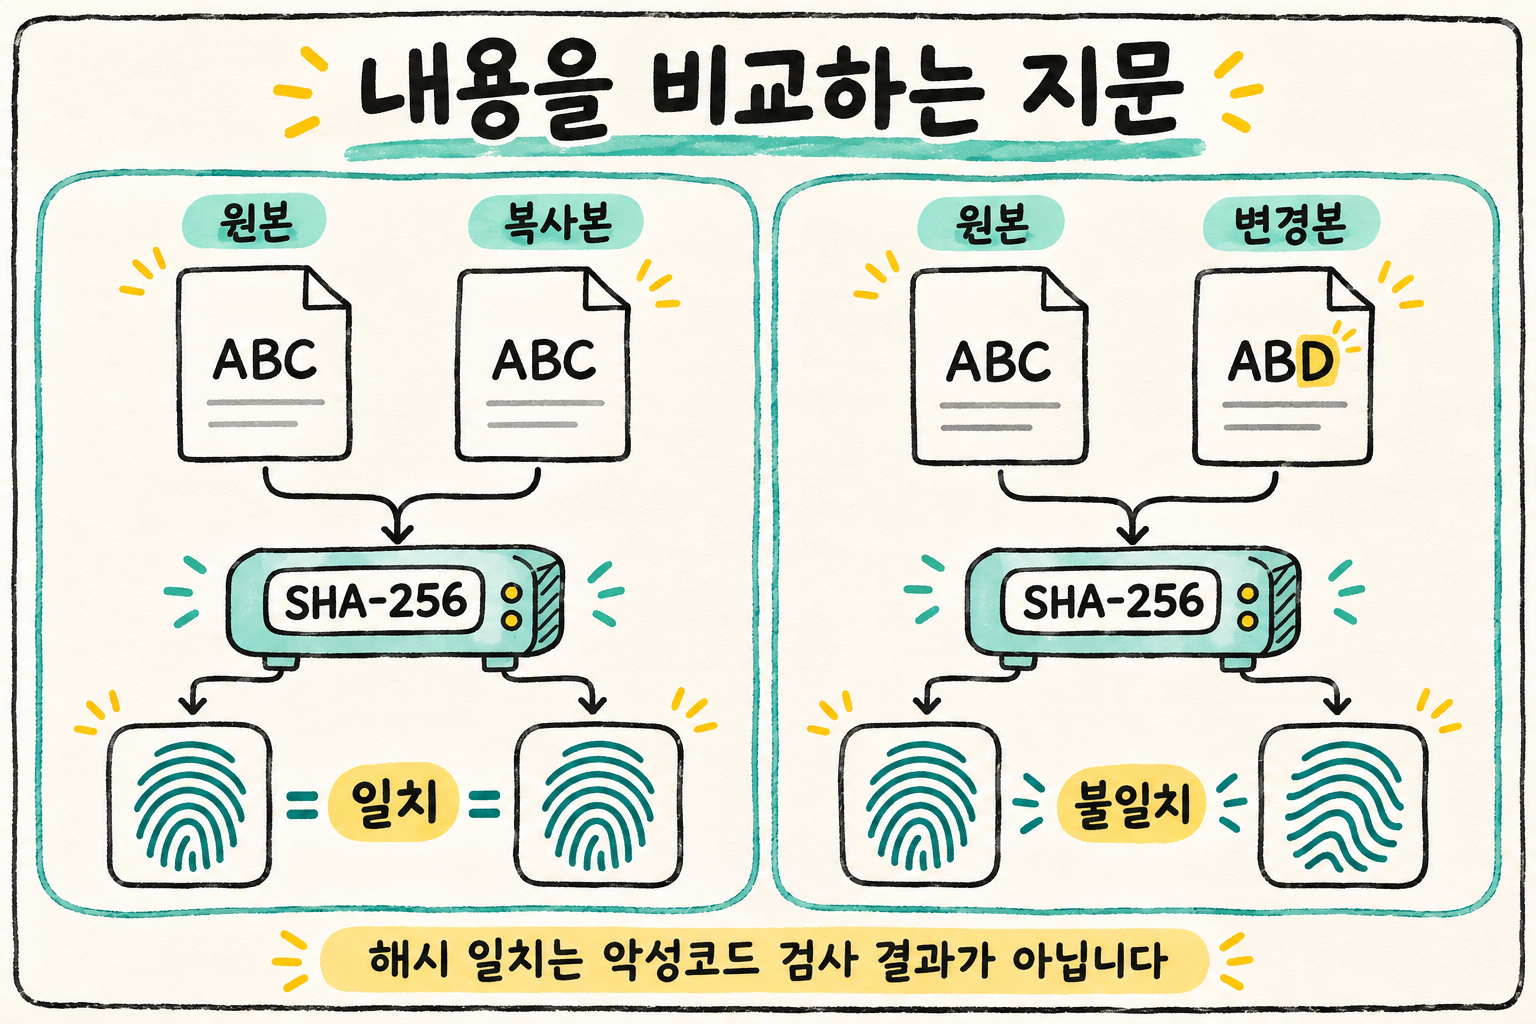 내용을 비교하는 지문
원본
복사본
ABC
ABC
SHA-256
= 일치 =
원본
변경본
ABC
ABD
SHA-256
불일치
해시 일치는 악성코드 검사 결과가 아닙니다